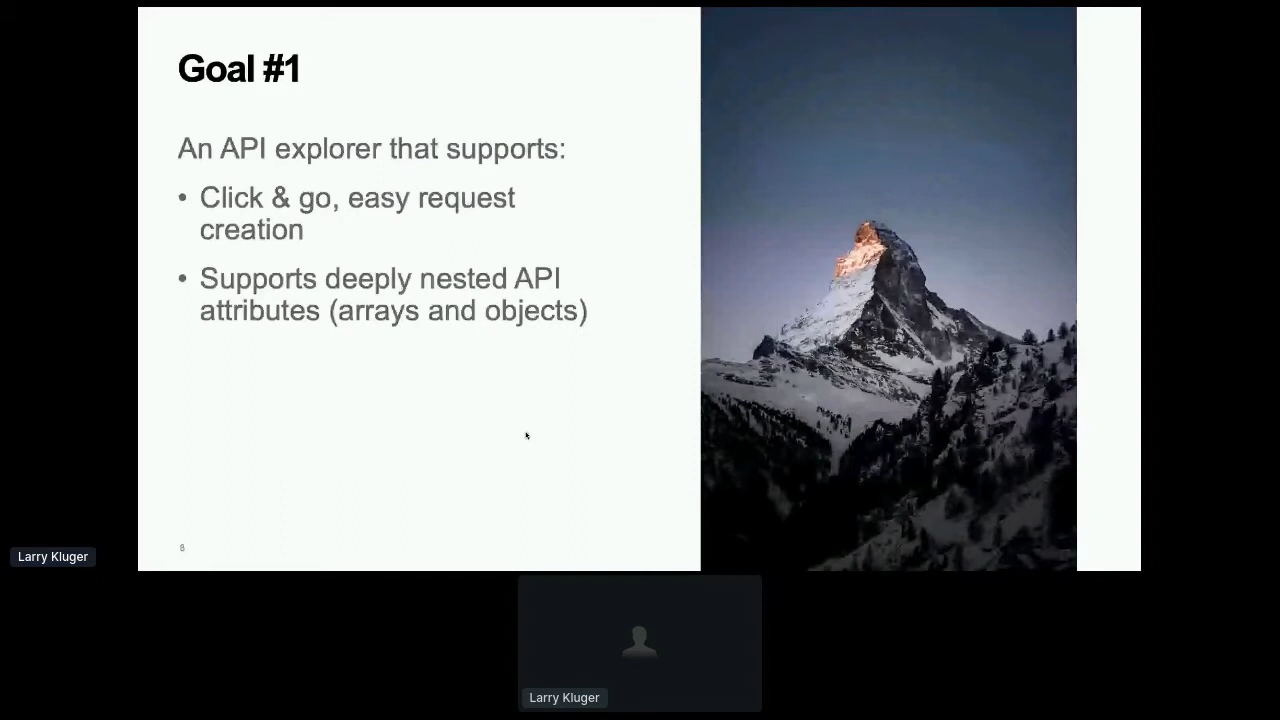 Goal #1
An API explorer that supports:
• Click & go, easy request
creation
• Supports deeply nested API
attributes (arrays and objects)
8
Larry Kluger
Larry Kluger